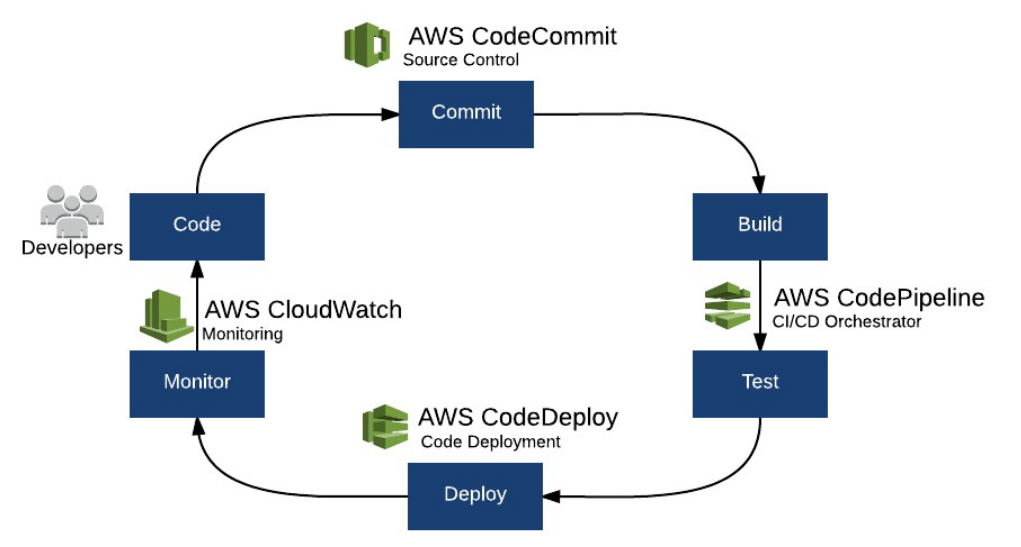 AWS CodeCommit
Source Control
Commit
Developers
Code
Build
AWS CloudWatch
Monitoring
AWS CodePipeline
CI/CD Orchestrator
Monitor
Test
AWS CodeDeploy
Code Deployment
Deploy